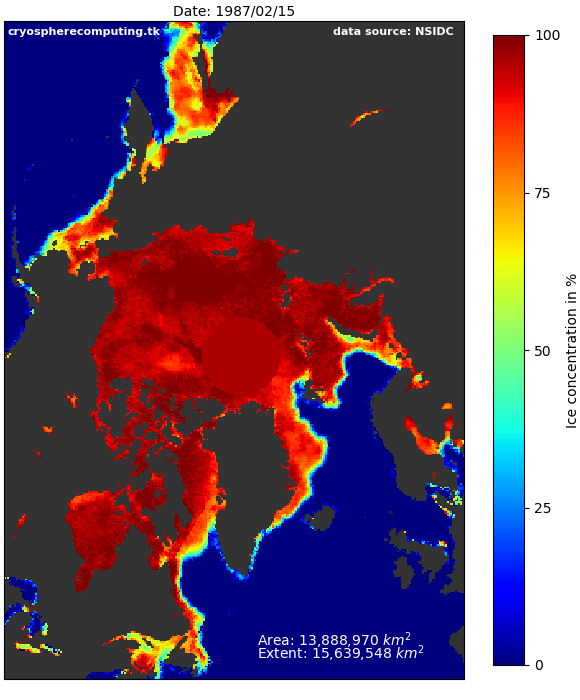 Date: 1987/02/15
cryospherecomputing.tk
data source: NSIDC
100
75
50
25
0
Ice concentration in %
Area: 13,888,970 km²
Extent: 15,639,548 km²